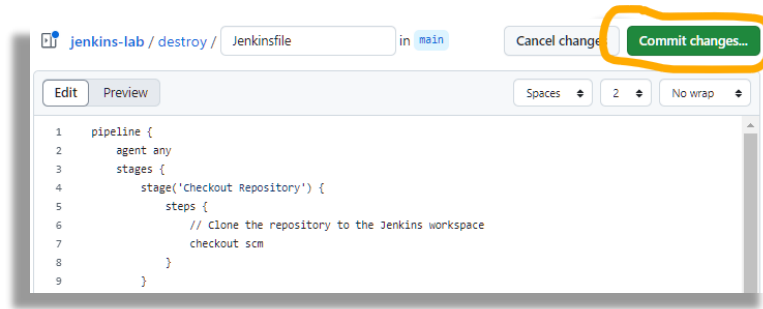 jenkins-lab / destroy / Jenkinsfile in main Cancel change Commit changes...
Edit Preview Spaces 2 No wrap
1 pipeline {
2 agent any
3 stages {
4 stage('Checkout Repository') {
5 steps {
6 // Clone the repository to the Jenkins workspace
7 checkout scm
8 }
9 }